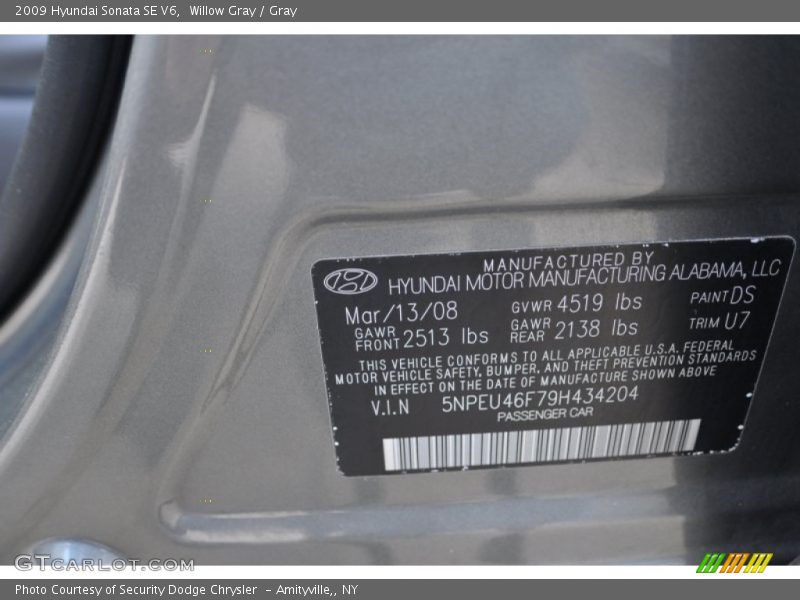 2009 Hyundai Sonata SE V6,  Willow Gray / Gray
MANUFACTURED BY
HYUNDAI MOTOR MANUFACTURING ALABAMA, LLC
Mar/13/08 GVWR 4519 lbs PAINT DS
GAWR FRONT 2513 lbs GAWR REAR 2138 lbs TRIM U7
THIS VEHICLE CONFORMS TO ALL APPLICABLE U.S.A. FEDERAL
MOTOR VEHICLE SAFETY, BUMPER, AND THEFT PREVENTION STANDARDS
IN EFFECT ON THE DATE OF MANUFACTURE SHOWN ABOVE
V.I.N 5NPEU46F79H434204
PASSENGER CAR
GTCARNOT.COM
Photo Courtesy of Security Dodge Chrysler  - Amityville,, NY